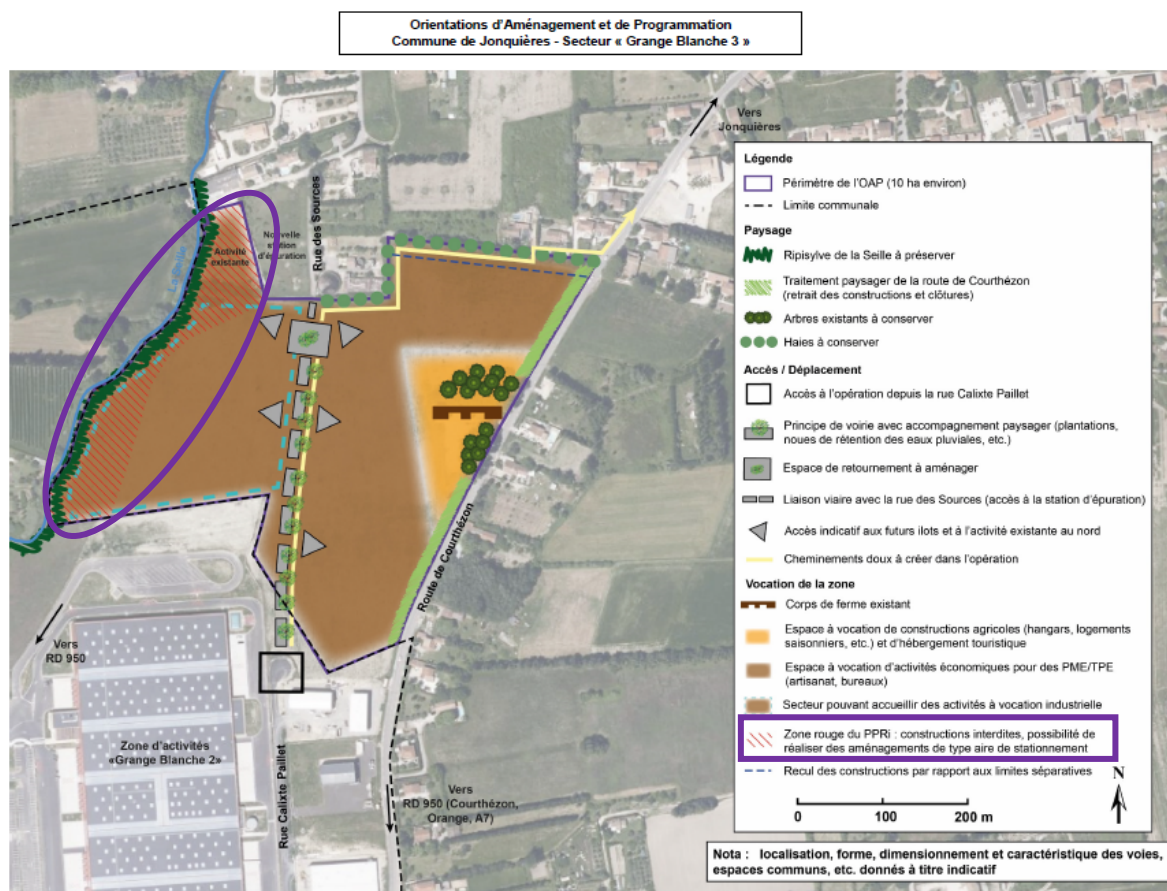 Orientations d'Aménagement et de Programmation
Commune de Jonquières - Secteur « Grange Blanche 3 »
Vers
Jonquières
La Seille
Activité
existante
Nouvelle
station
d'épuration
Rue des Sources
Route de Courthézon
Vers
RD 950
Zone d'activités
«Grange Blanche 2»
Rue Calixte Paillet
Vers
RD 950 (Courthézon,
Orange, A7)
Légende
Périmètre de l'OAP (10 ha environ)
Limite communale
Paysage
Ripisylve de la Seille à préserver
Traitement paysager de la route de Courthézon
(retrait des constructions et clôtures)
Arbres existants à conserver
Haies à conserver
Accès / Déplacement
Accès à l'opération depuis la rue Calixte Paillet
Principe de voirie avec accompagnement paysager (plantations,
noues de rétention des eaux pluviales, etc.)
Espace de retournement à aménager
Liaison viaire avec la rue des Sources (accès à la station d'épuration)
Accès indicatif aux futurs ilots et à l'activité existante au nord
Cheminements doux à créer dans l'opération
Vocation de la zone
Corps de ferme existant
Espace à vocation de constructions agricoles (hangars, logements
saisonniers, etc.) et d'hébergement touristique
Espace à vocation d'activités économiques pour des PME/TPE
(artisanat, bureaux)
Secteur pouvant accueillir des activités à vocation industrielle
Zone rouge du PPRi : constructions interdites, possibilité de
réaliser des aménagements de type aire de stationnement
Recul des constructions par rapport aux limites séparatives
N
0 100 200 m
Nota : localisation, forme, dimensionnement et caractéristique des voies,
espaces communs, etc. donnés à titre indicatif